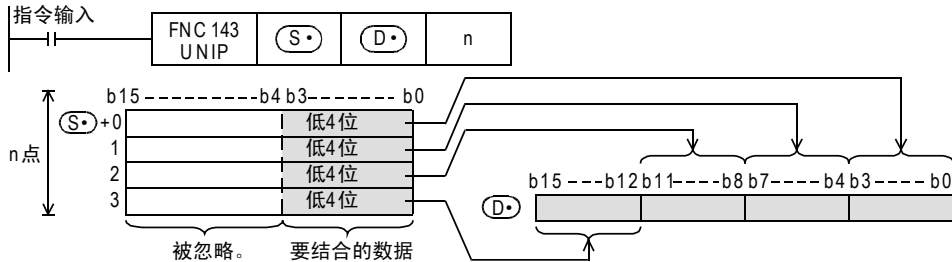 指令输入
FNC 143
UNIP
S• D• n
b15 ---------- b4 b3 ------ b0
S• +0 低4位
n点
1 低4位
2 低4位
3 低4位
被忽略。 要结合的数据
b15 ----b12 b11----b8 b7 ----b4 b3 ----- b0
D•